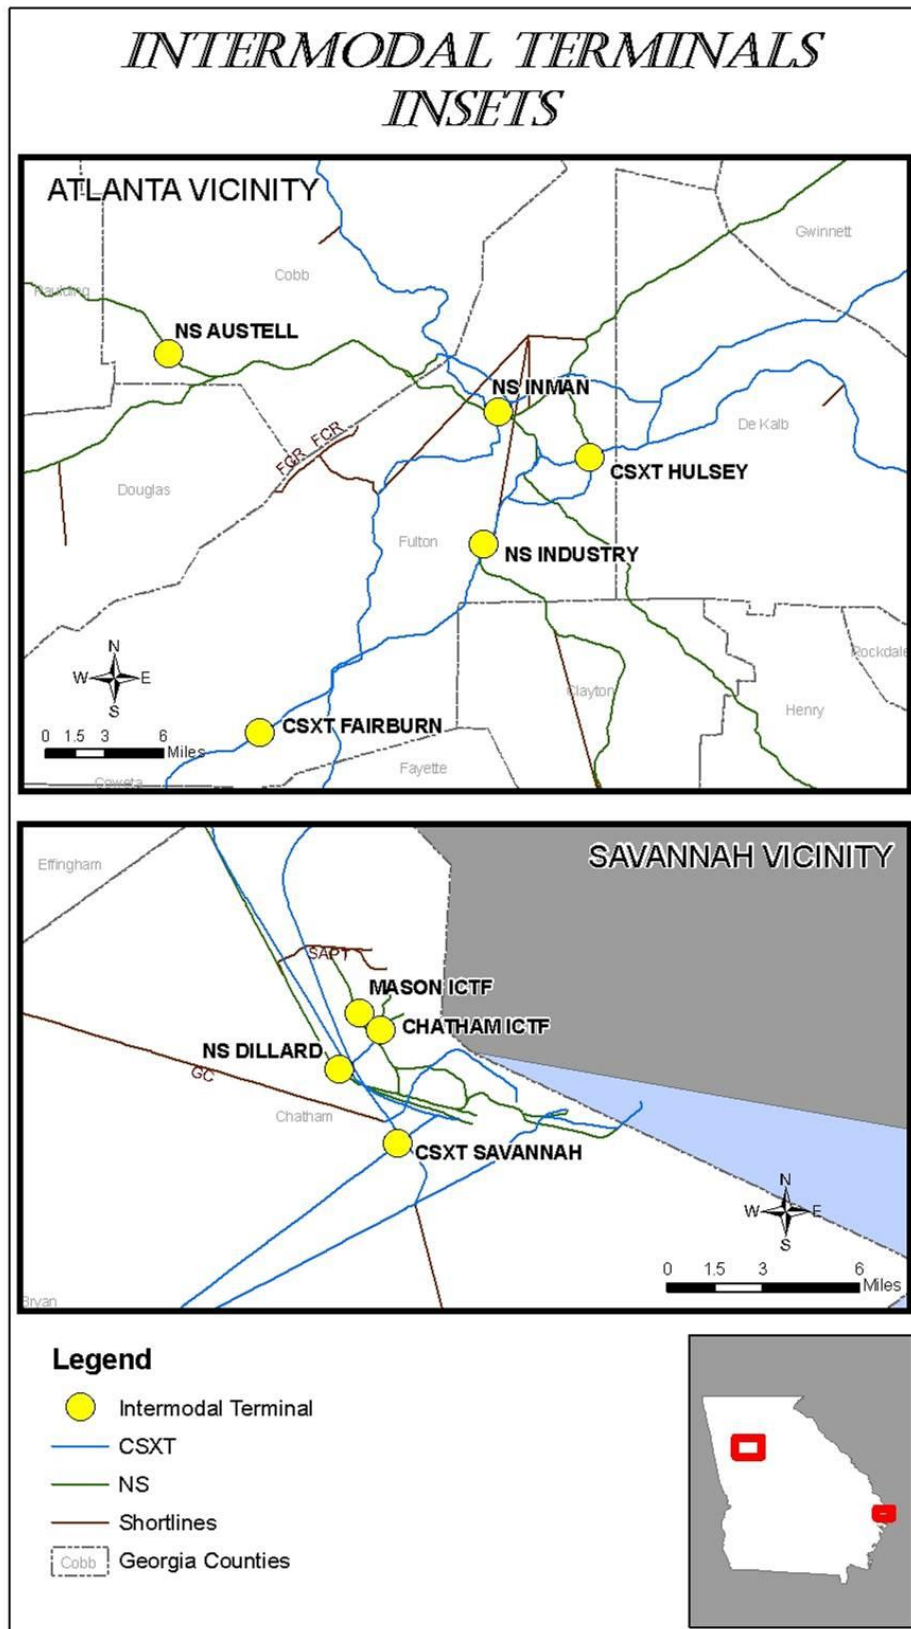 INTERMODAL TERMINALS
INSETS
ATLANTA VICINITY
Gwinnett
Cobb
Paulding
NS AUSTELL
NS INMAN
De Kalb
FCR FCR
CSXT HULSEY
Douglas
Fulton
NS INDUSTRY
N
W E
S
Rockdale
Clayton
Henry
CSXT FAIRBURN
0 1.5 3 6
Miles
Fayette
Coweta
SAVANNAH VICINITY
Effingham
SAPT
MASON ICTF
CHATHAM ICTF
NS DILLARD
GC
Chatham
CSXT SAVANNAH
N
W E
S
0 1.5 3 6
Miles
Bryan
Legend
Intermodal Terminal
CSXT
NS
Shortlines
Cobb Georgia Counties